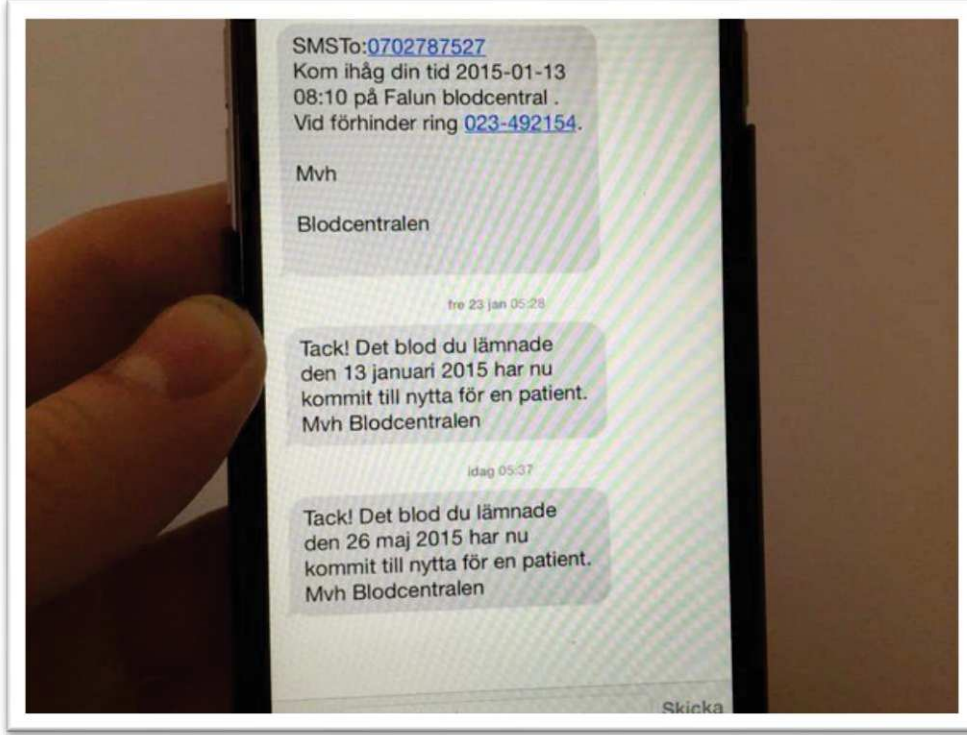 SMSTo:0702787527
Kom ihåg din tid 2015-01-13
08:10 på Falun blodcentral .
Vid förhinder ring 023-492154.
Mvh
Blodcentralen
fre 23 jan 05:28
Tack! Det blod du lämnade
den 13 januari 2015 har nu
kommit till nytta för en patient.
Mvh Blodcentralen
idag 05:37
Tack! Det blod du lämnade
den 26 maj 2015 har nu
kommit till nytta för en patient.
Mvh Blodcentralen
Skicka